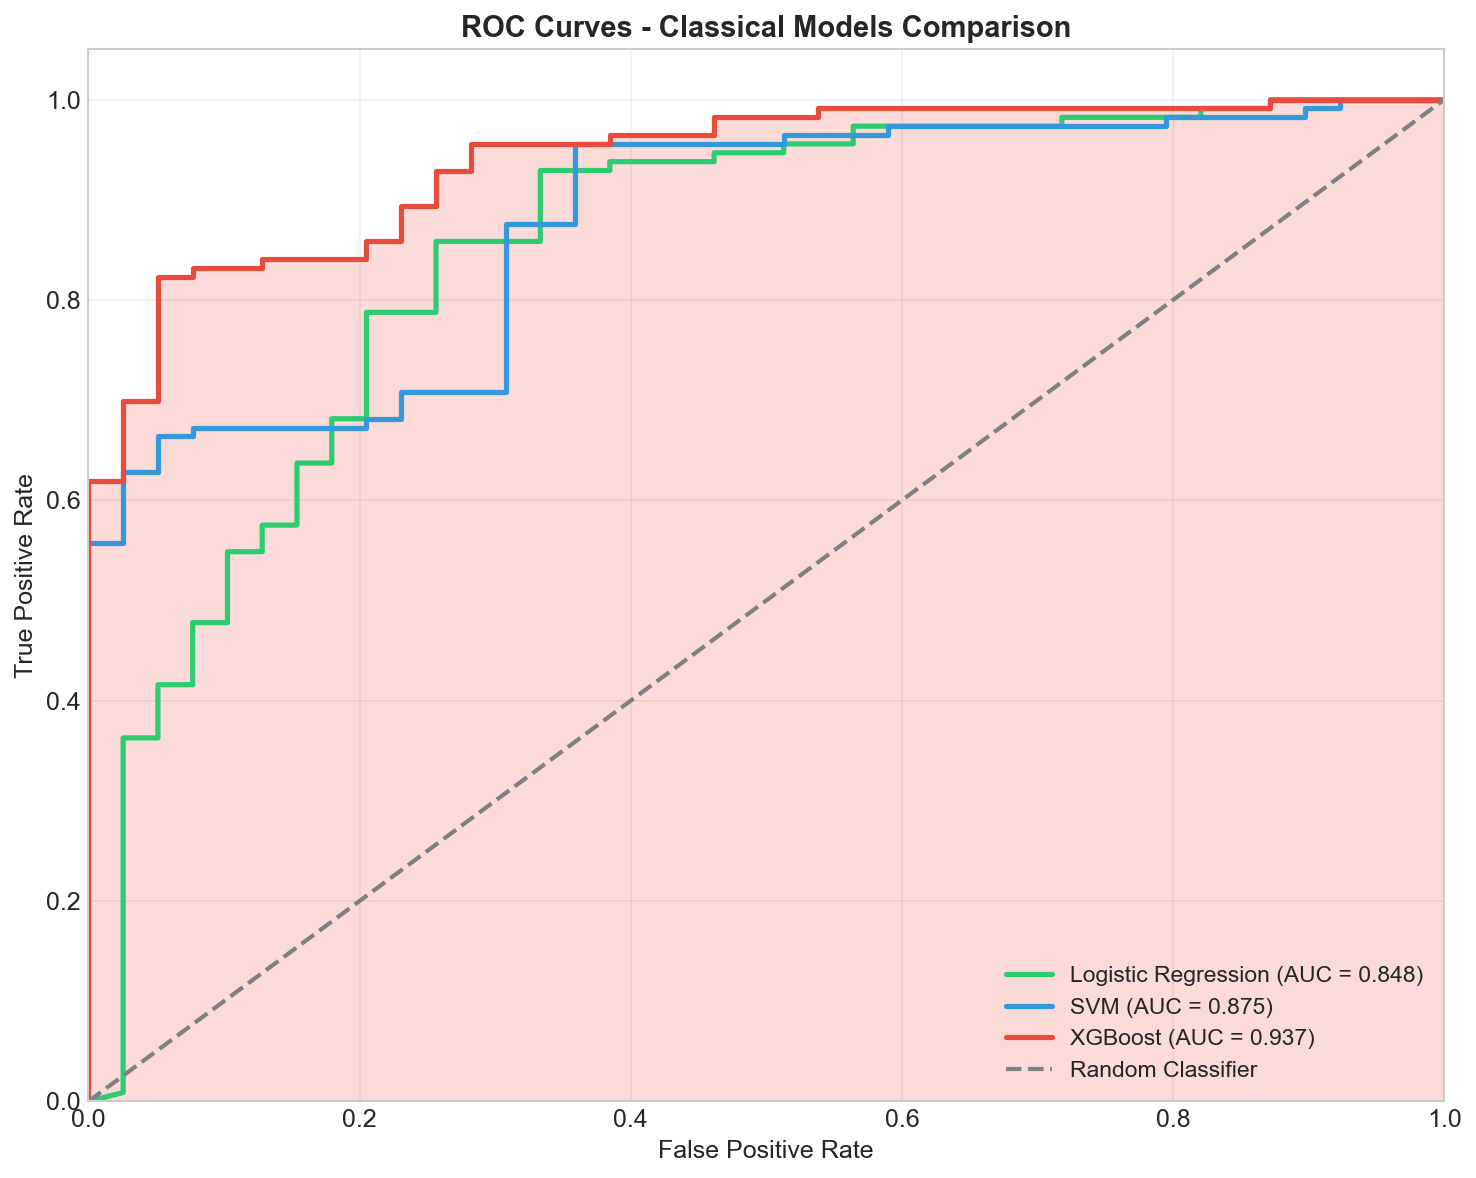 ROC Curves - Classical Models Comparison
True Positive Rate
1.0
0.8
0.6
0.4
0.2
0.0
0.0 0.2 0.4 0.6 0.8 1.0
False Positive Rate
Logistic Regression (AUC = 0.848)
SVM (AUC = 0.875)
XGBoost (AUC = 0.937)
Random Classifier